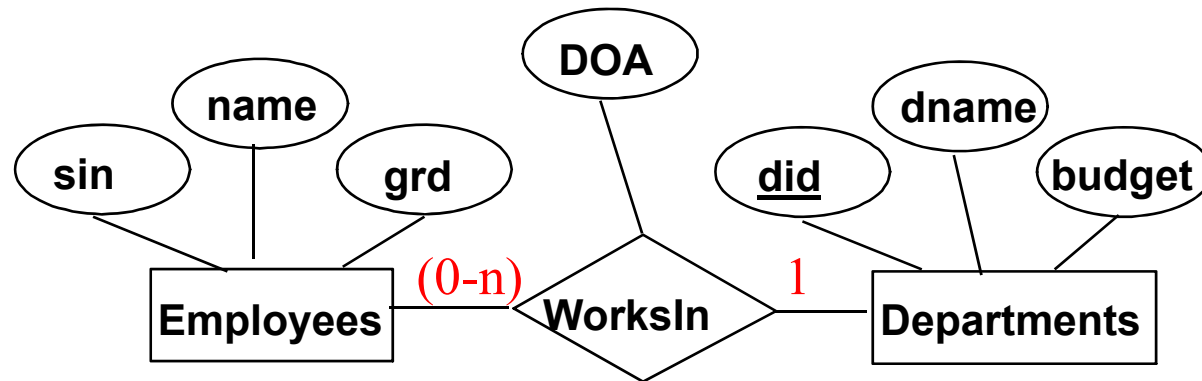 DOA
name
dname
sin
grd
did
budget
(0-n)
1
Employees
WorksIn
Departments